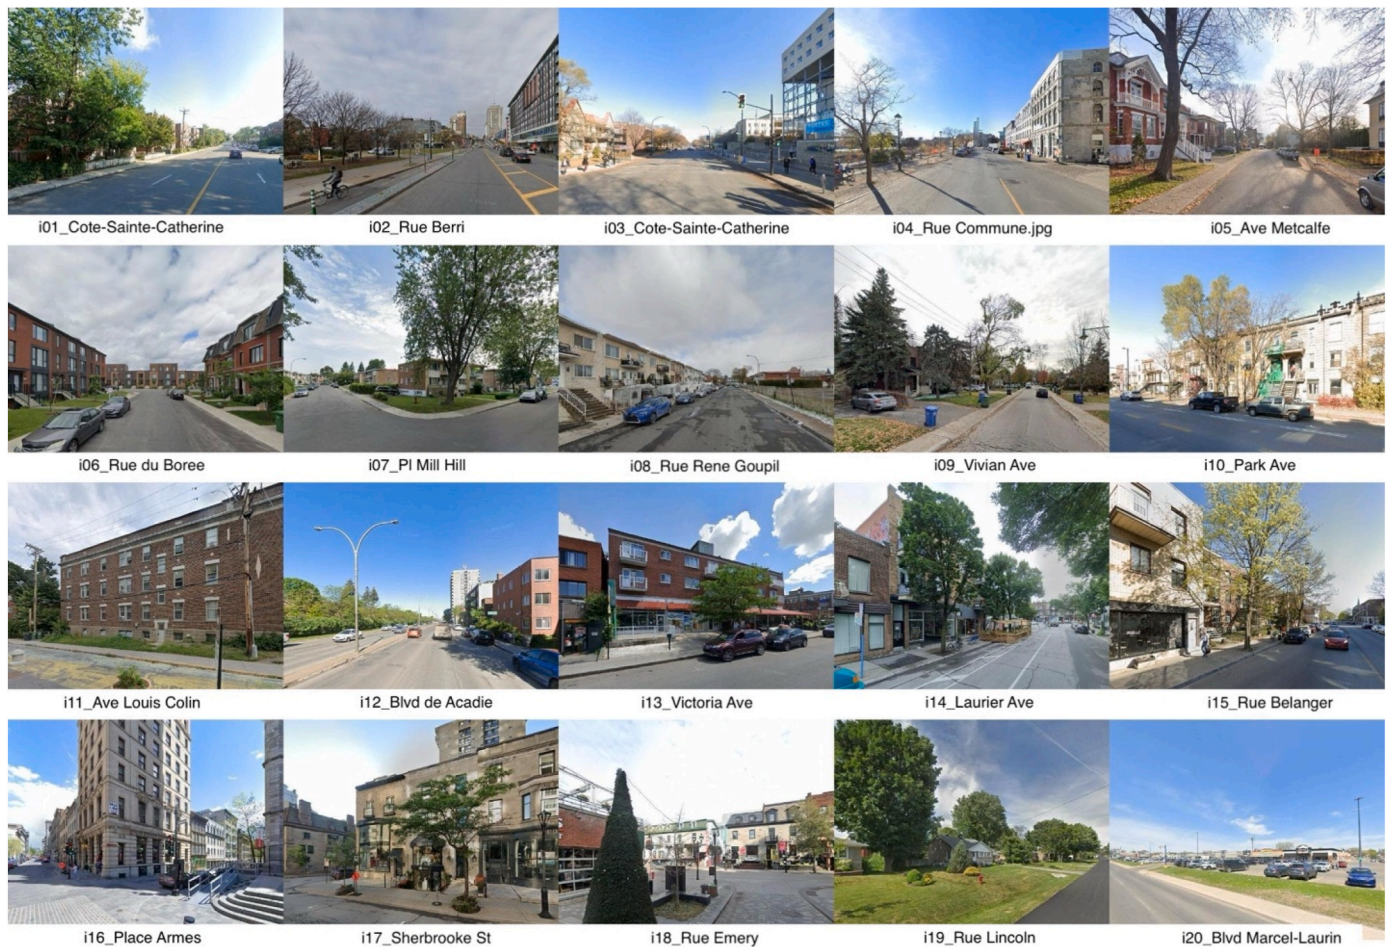 i01_Cote-Sainte-Catherine
i02_Rue Berri
i03_Cote-Sainte-Catherine
i04_Rue Commune.jpg
i05_Ave Metcalfe
i06_Rue du Boree
i07_Pl Mill Hill
i08_Rue Rene Goupil
i09_Vivian Ave
i10_Park Ave
i11_Ave Louis Colin
i12_Blvd de Acadie
i13_Victoria Ave
i14_Laurier Ave
i15_Rue Belanger
i16_Place Armes
i17_Sherbrooke St
i18_Rue Emery
i19_Rue Lincoln
i20_Blvd Marcel-Laurin